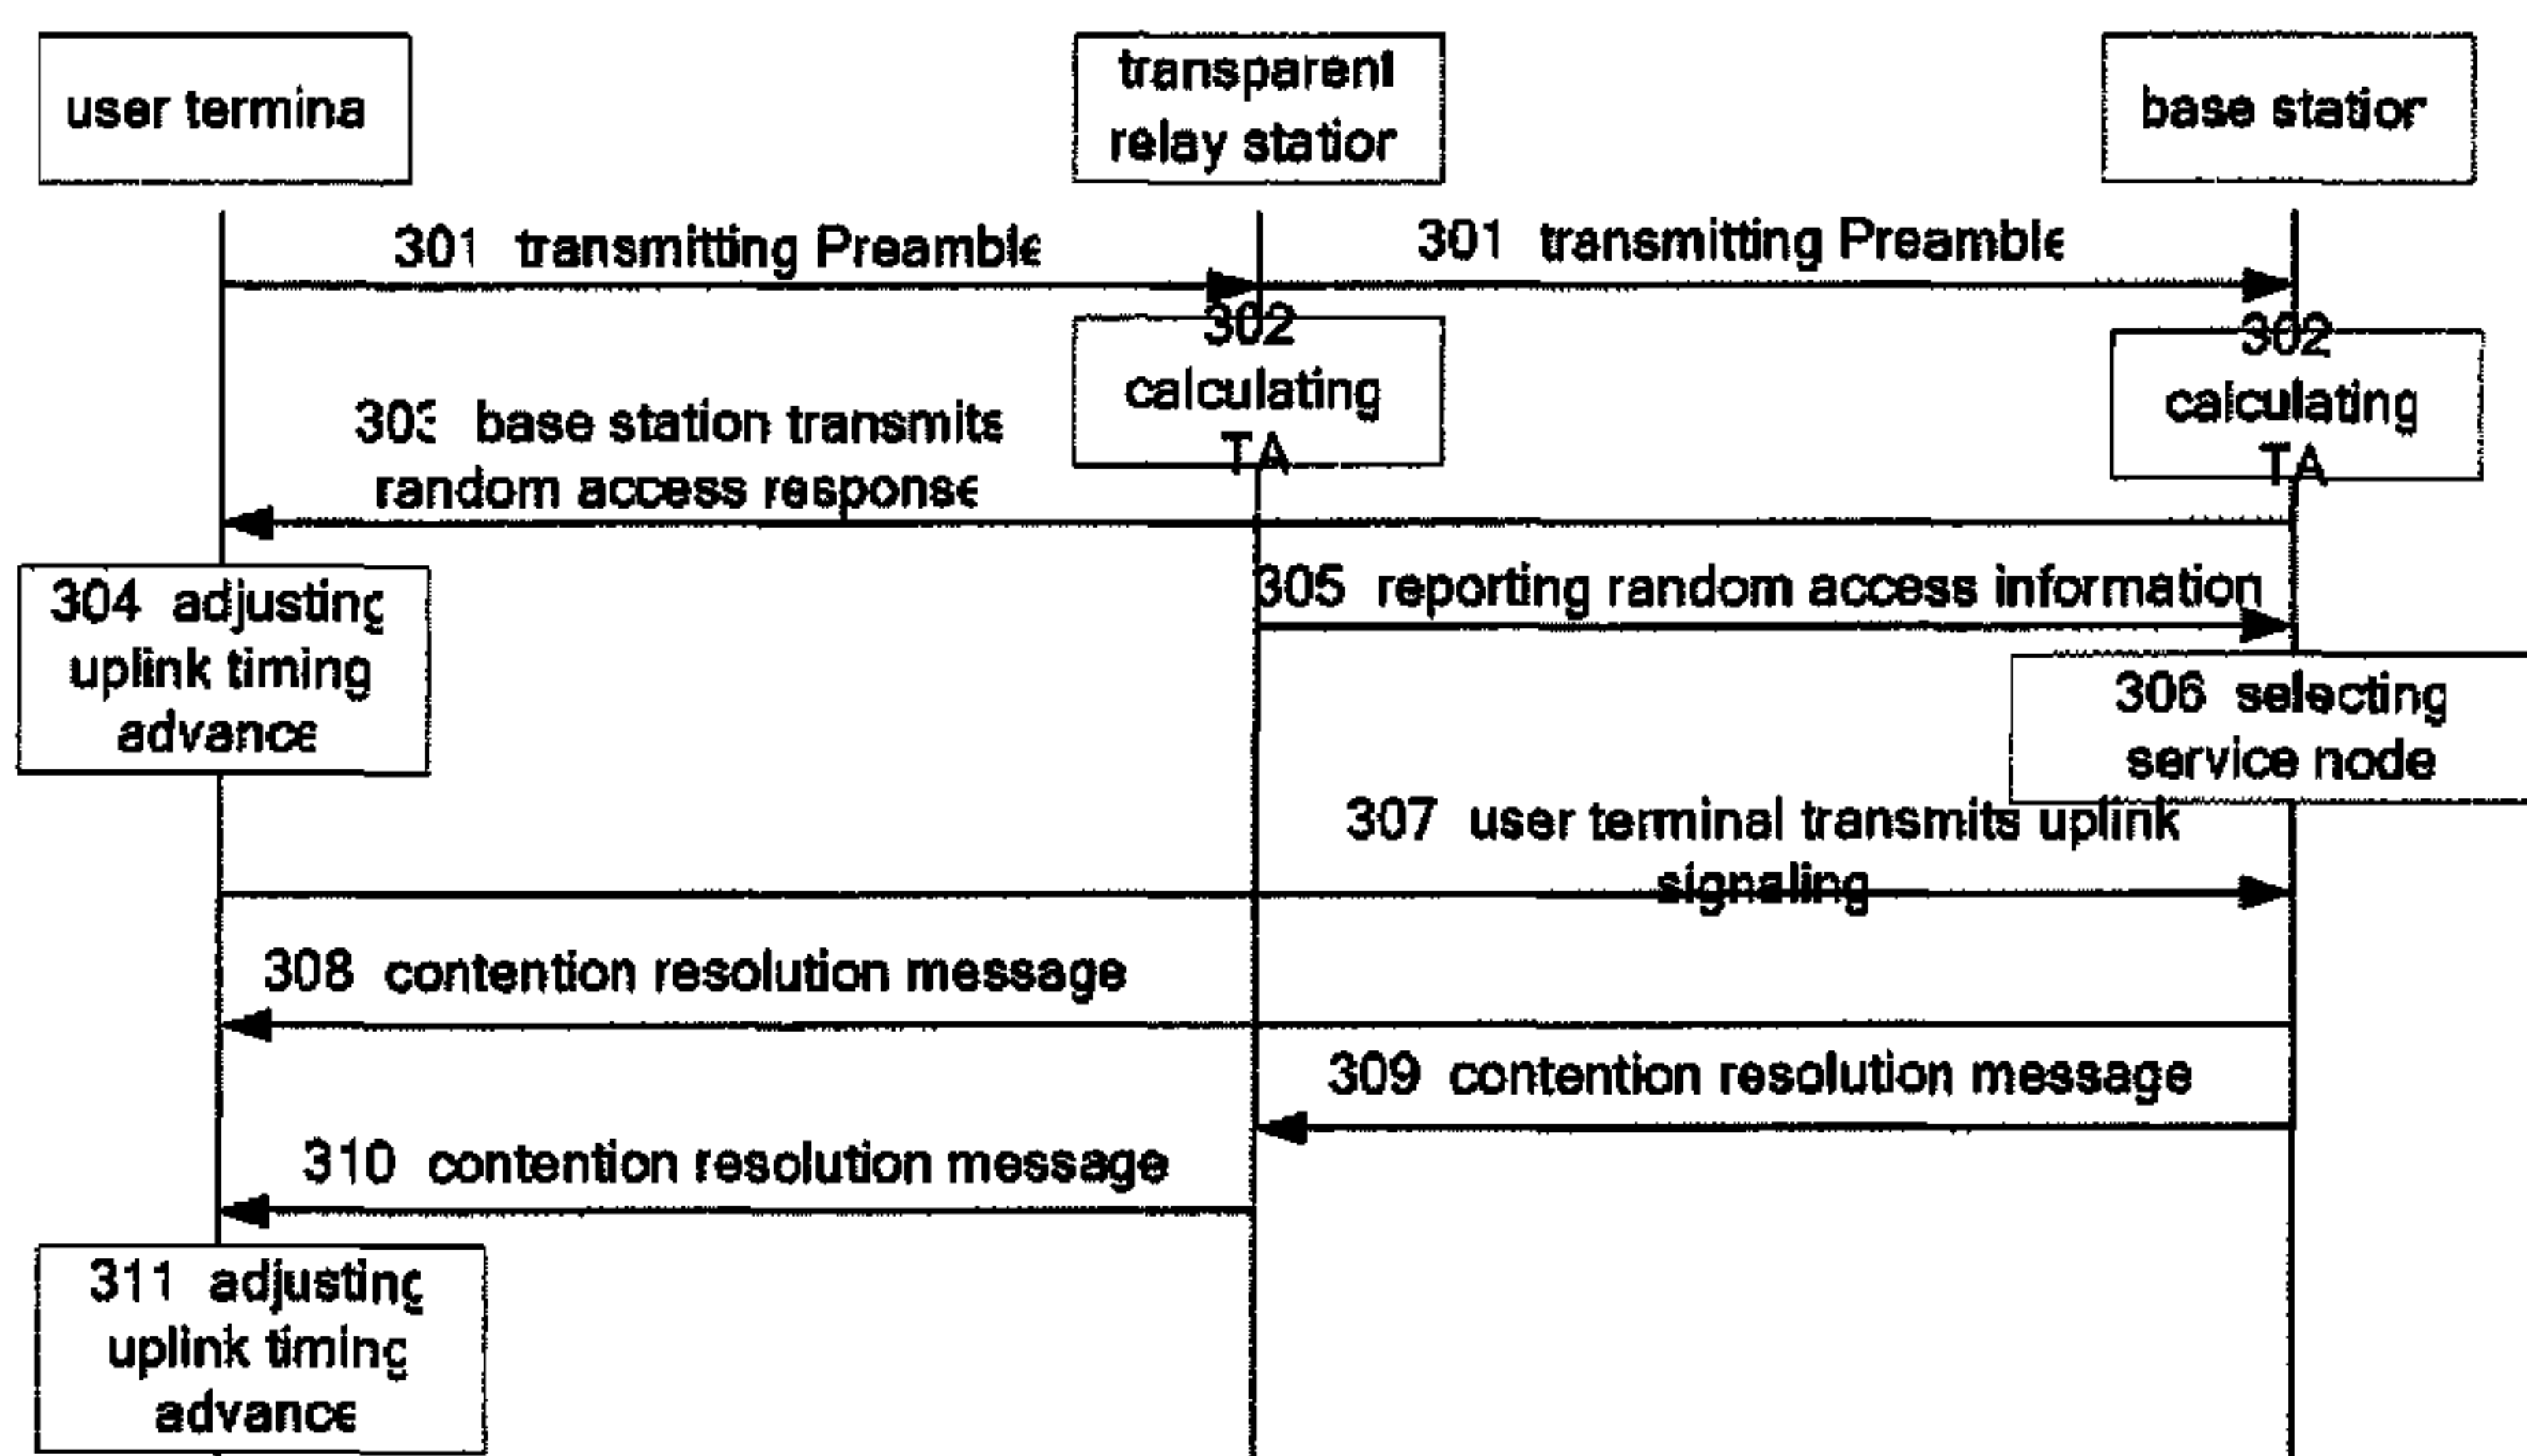 user termina
transparent
relay station
base station
301 transmitting Preamble
301 transmitting Preamble
302
calculating
TA
302
calculating
TA
303 base station transmits
random access response
304 adjusting
uplink timing
advance
305 reporting random access information
306 selecting
service node
307 user terminal transmits uplink
signaling
308 contention resolution message
309 contention resolution message
310 contention resolution message
311 adjusting
uplink timing
advance